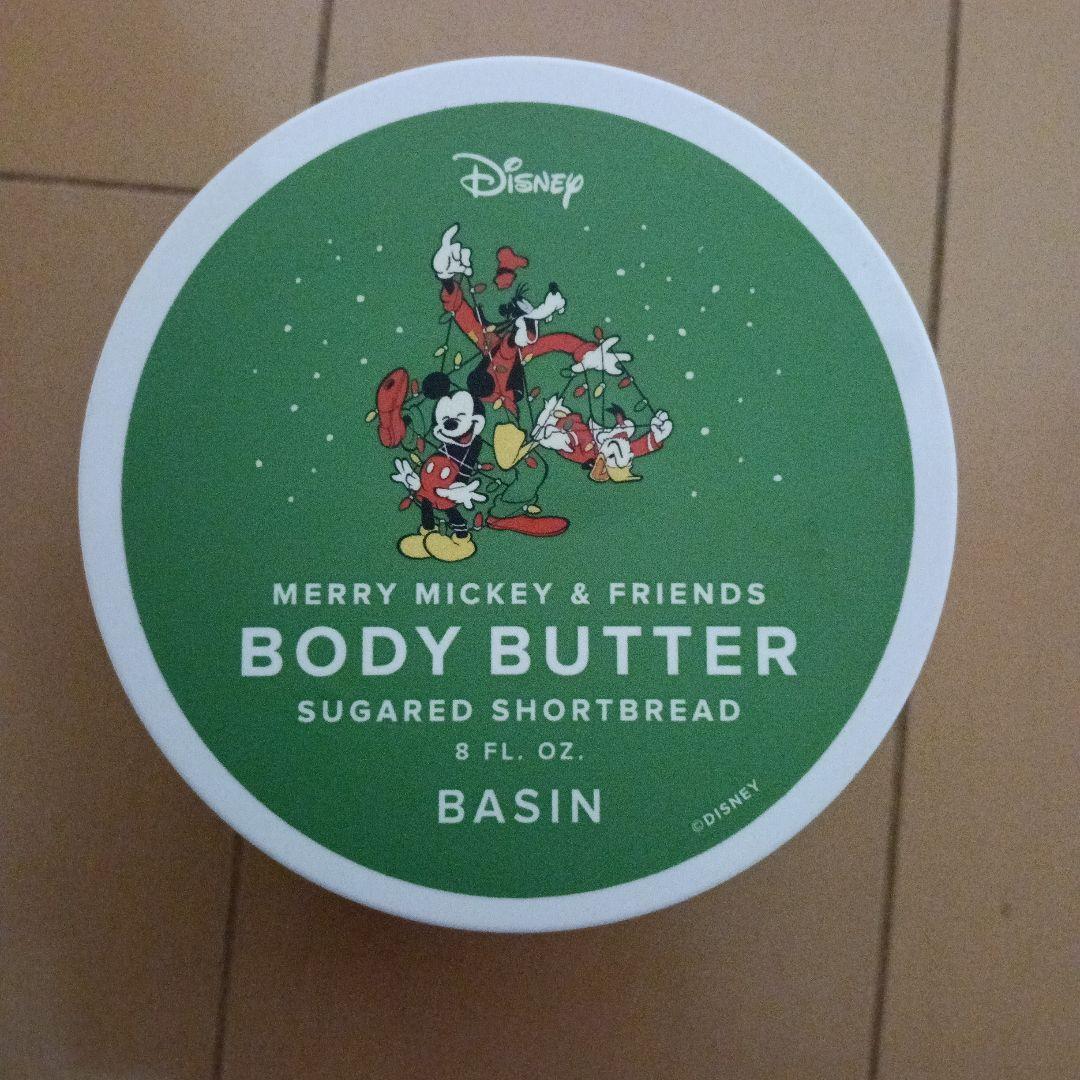 Disney
MERRY MICKEY & FRIENDS
BODY BUTTER
SUGARED SHORTBREAD
8 FL. OZ.
BASIN
©DISNEY